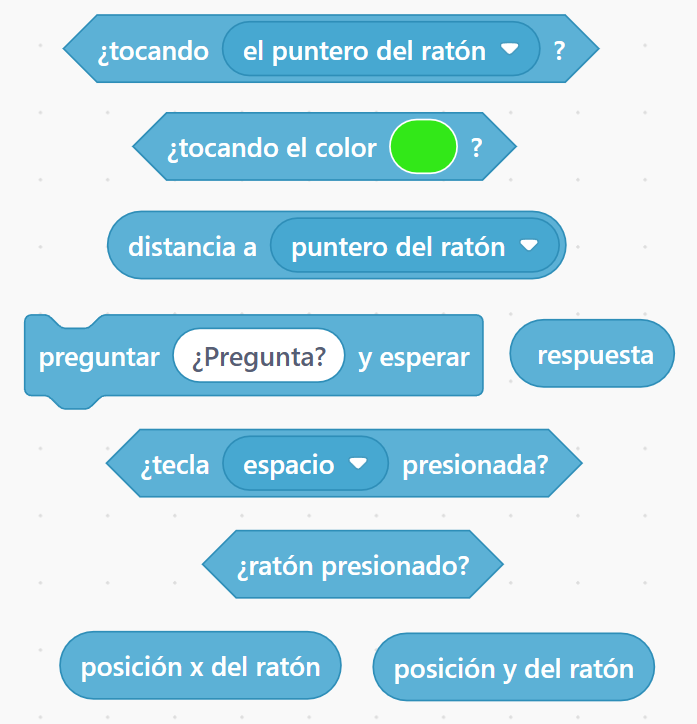 ¿tocando el puntero del ratón ?
¿tocando el color ?
distancia a puntero del ratón
preguntar ¿Pregunta? y esperar respuesta
¿tecla espacio presionada?
¿ratón presionado?
posición x del ratón posición y del ratón